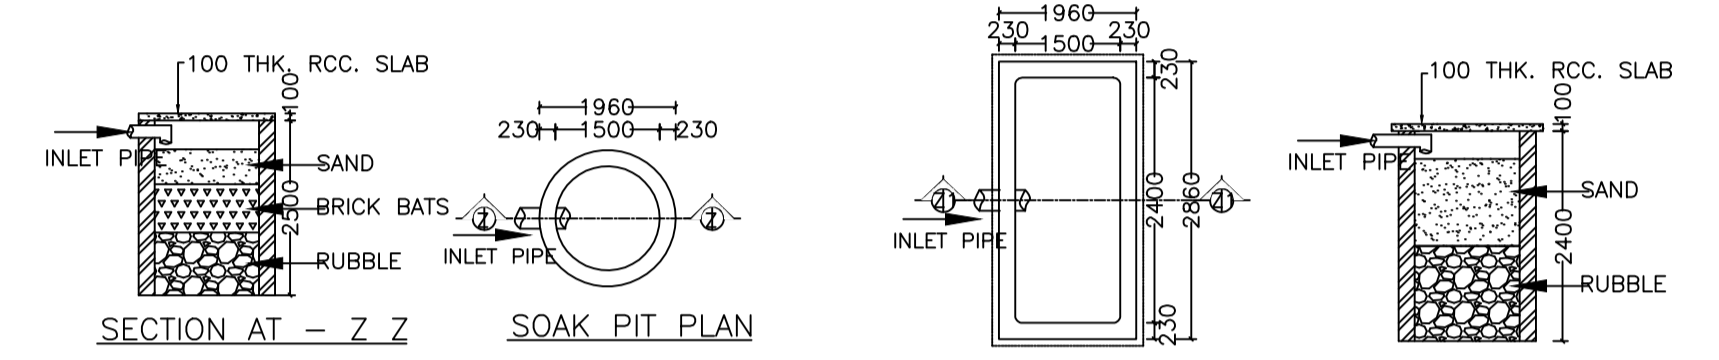 100 THK. RCC. SLAB
100
INLET PIPE
SAND
BRICK BATS
2500
RUBBLE
SECTION AT - Z Z
1960
230 1500 230
Z Z
INLET PIPE
SOAK PIT PLAN
1960
230 230
1500
230
Z1 Z1
2400
2860
INLET PIPE
230
100 THK. RCC. SLAB
100
INLET PIPE
SAND
2400
RUBBLE